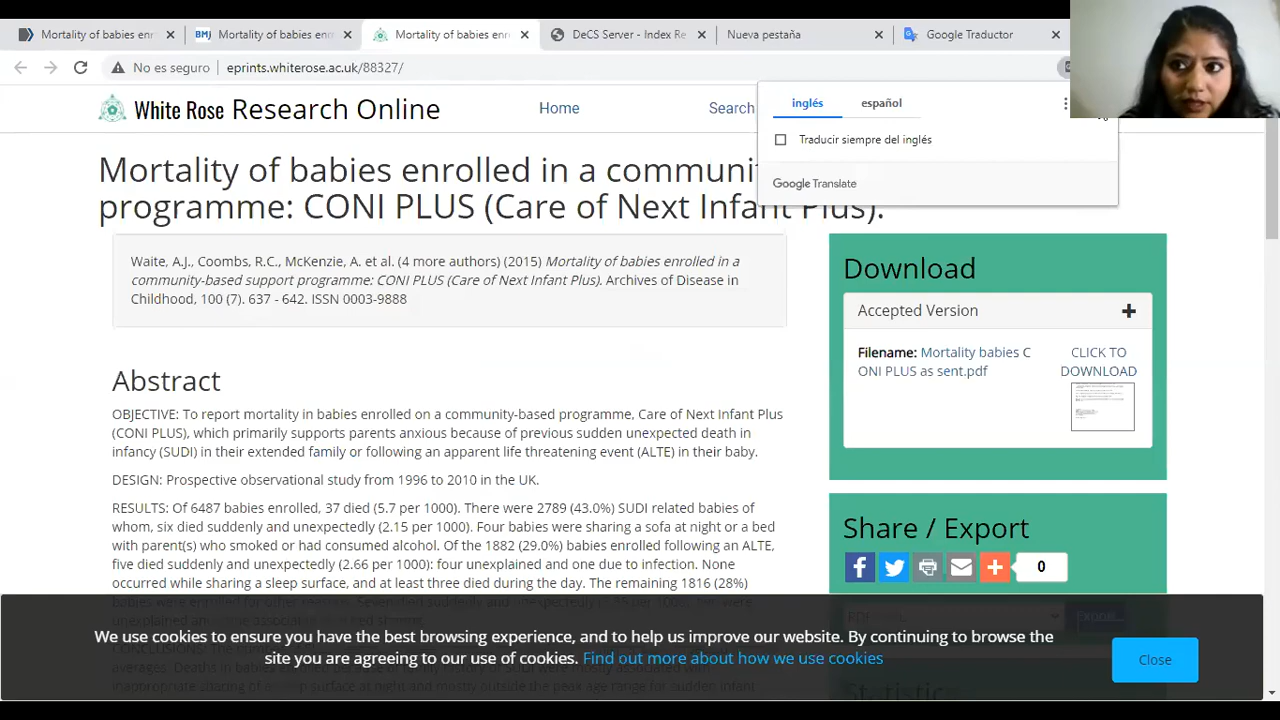 Mortality of babies enr
Mortality of babies enr
Mortality of babies enr
DeCS Server - Index Re
Nueva pestaña
Google Traductor
No es seguro
eprints.whiterose.ac.uk/88327/
White Rose Research Online
Home
Search
inglés
español
Traducir siempre del inglés
Google Translate
Mortality of babies enrolled in a communi
programme: CONI PLUS (Care of Next Infant Plus).
Waite, A.J., Coombs, R.C., McKenzie, A. et al. (4 more authors) (2015) Mortality of babies enrolled in a
community-based support programme: CONI PLUS (Care of Next Infant Plus). Archives of Disease in
Childhood, 100 (7). 637 - 642. ISSN 0003-9888
Download
Accepted Version
Filename: Mortality babies C
ONI PLUS as sent.pdf
CLICK TO
DOWNLOAD
Abstract
OBJECTIVE: To report mortality in babies enrolled on a community-based programme, Care of Next Infant Plus
(CONI PLUS), which primarily supports parents anxious because of previous sudden unexpected death in
infancy (SUDI) in their extended family or following an apparent life threatening event (ALTE) in their baby.
DESIGN: Prospective observational study from 1996 to 2010 in the UK.
RESULTS: Of 6487 babies enrolled, 37 died (5.7 per 1000). There were 2789 (43.0%) SUDI related babies of
whom, six died suddenly and unexpectedly (2.15 per 1000). Four babies were sharing a sofa at night or a bed
with parent(s) who smoked or had consumed alcohol. Of the 1882 (29.0%) babies enrolled following an ALTE,
five died suddenly and unexpectedly (2.66 per 1000): four unexplained and one due to infection. None
occurred while sharing a sleep surface, and at least three died during the day. The remaining 1816 (28%)
Share / Export
0
We use cookies to ensure you have the best browsing experience, and to help us improve our website. By continuing to browse the
site you are agreeing to our use of cookies. Find out more about how we use cookies
Close
Statistics